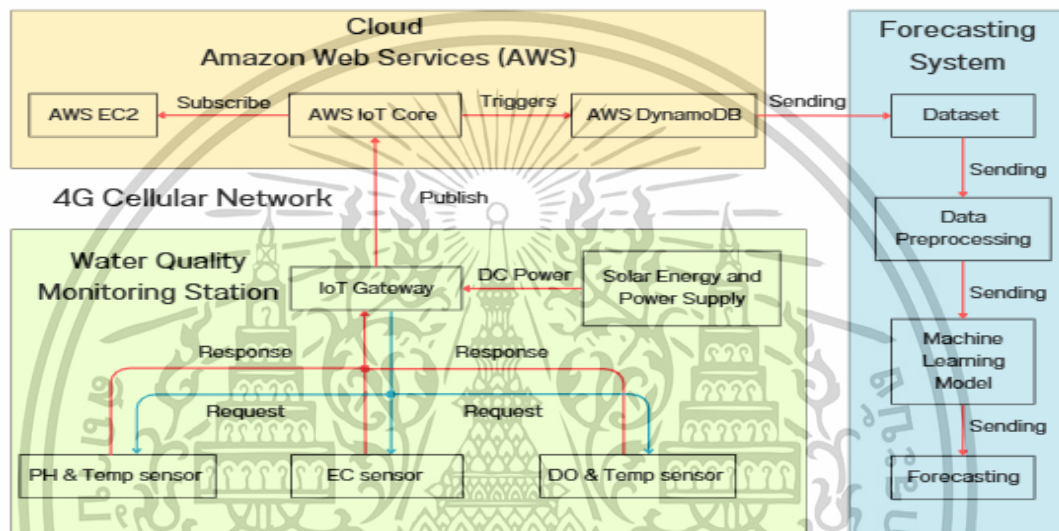 Cloud
Amazon Web Services (AWS)
AWS EC2
Subscribe
AWS IoT Core
Triggers
AWS DynamoDB
Sending
Forecasting
System
Dataset
Sending
Data
Preprocessing
Sending
Machine
Learning
Model
Sending
Forecasting
4G Cellular Network
Publish
Water Quality
Monitoring Station
IoT Gateway
DC Power
Solar Energy and
Power Supply
Response
Response
Request
Request
PH & Temp sensor
EC sensor
DO & Temp sensor